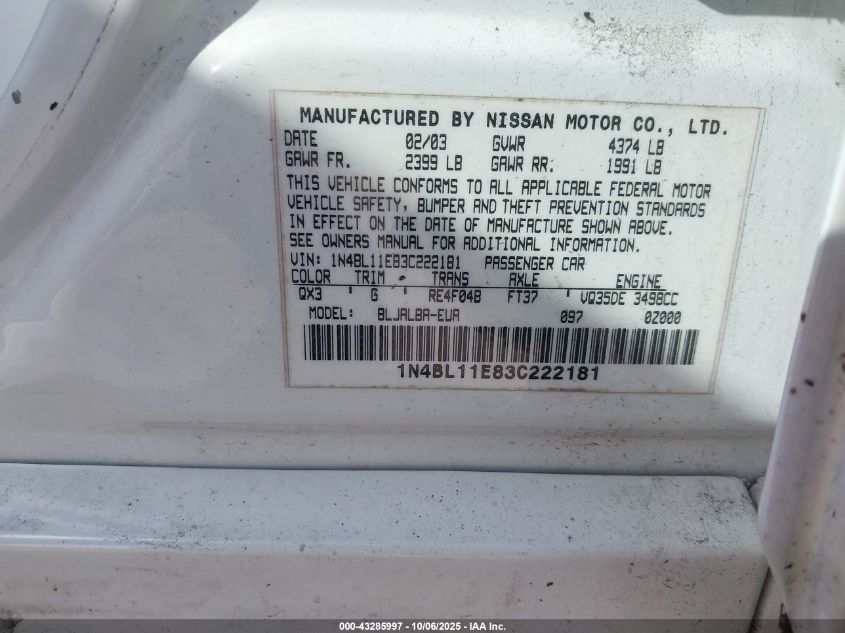 MANUFACTURED BY NISSAN MOTOR CO., LTD.
DATE 02/03 GVWR 4374 LB
GAWR FR. 2399 LB GAWR RR. 1991 LB
THIS VEHICLE CONFORMS TO ALL APPLICABLE FEDERAL MOTOR
VEHICLE SAFETY, BUMPER AND THEFT PREVENTION STANDARDS
IN EFFECT ON THE DATE OF MANUFACTURE SHOWN ABOVE.
SEE OWNERS MANUAL FOR ADDITIONAL INFORMATION.
VIN: 1N4BL11E83C222181 PASSENGER CAR
COLOR TRIM TRANS AXLE ENGINE
QX3 ' G ' RE4F04B FT37 ' VQ35DE 3498CC
MODEL: BLJALBA-EUA 097 0Z000
1N4BL11E83C222181
000-43285997 - 10/06/2025 - IAA Inc.